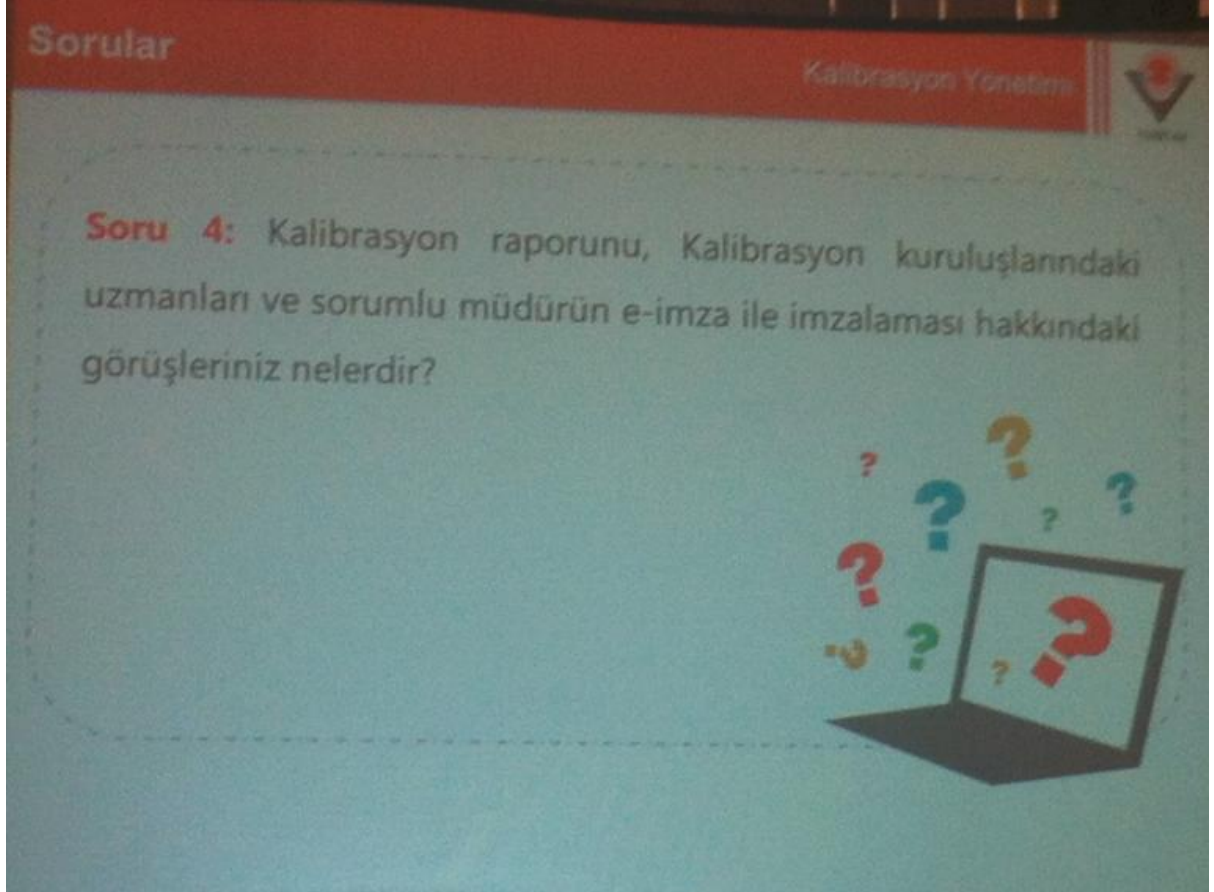 Sorular
Kalibrasyon Yönetimi
Soru 4: Kalibrasyon raporunu, Kalibrasyon kuruluşlarındaki
uzmanları ve sorumlu müdürün e-imza ile imzalaması hakkındaki
görüşleriniz nelerdir?
?
?
?
?
?
?
?
?
?
?